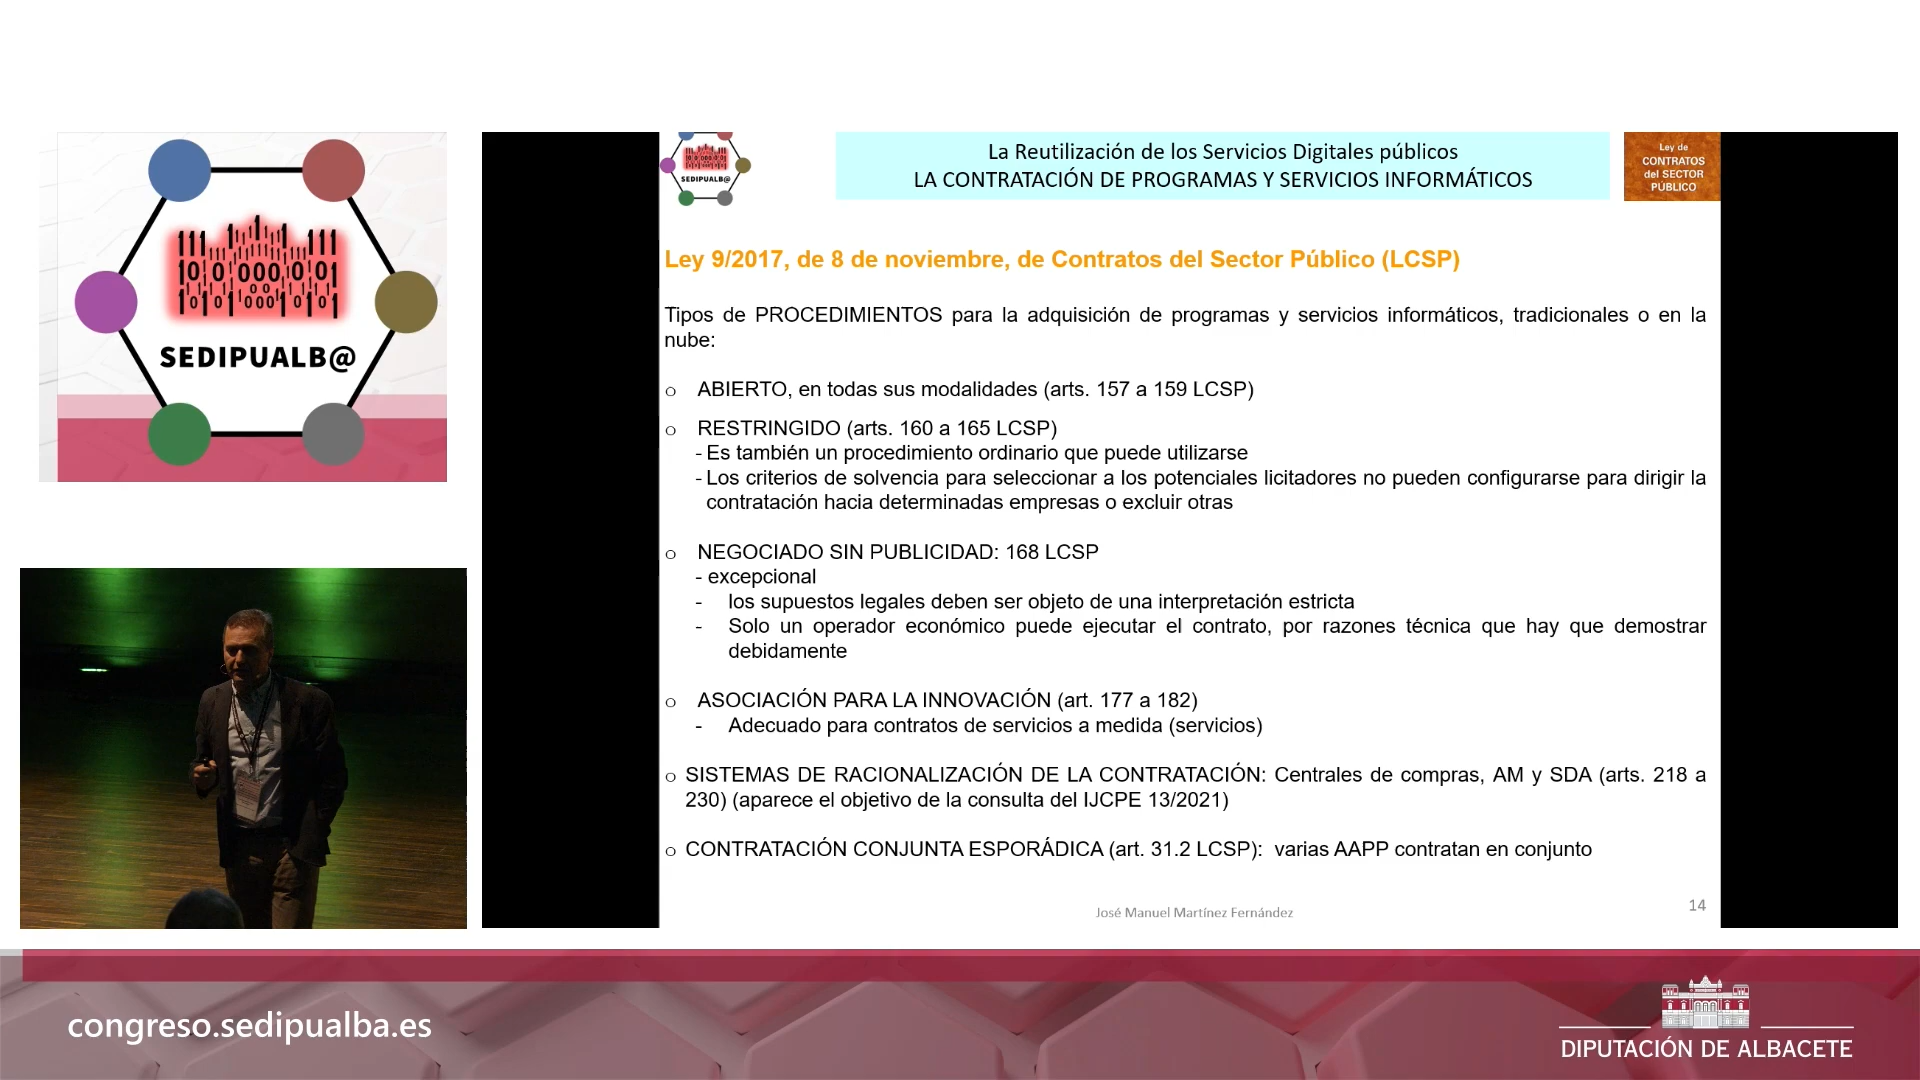 SEDIPUALB@
SEDIPUALB@
La Reutilización de los Servicios Digitales públicos
LA CONTRATACIÓN DE PROGRAMAS Y SERVICIOS INFORMÁTICOS
Ley de
CONTRATOS
del SECTOR
PÚBLICO
Ley 9/2017, de 8 de noviembre, de Contratos del Sector Público (LCSP)
Tipos de PROCEDIMIENTOS para la adquisición de programas y servicios informáticos, tradicionales o en la
nube:
o ABIERTO, en todas sus modalidades (arts. 157 a 159 LCSP)
o RESTRINGIDO (arts. 160 a 165 LCSP)
- Es también un procedimiento ordinario que puede utilizarse
- Los criterios de solvencia para seleccionar a los potenciales licitadores no pueden configurarse para dirigir la
contratación hacia determinadas empresas o excluir otras
o NEGOCIADO SIN PUBLICIDAD: 168 LCSP
- excepcional
- los supuestos legales deben ser objeto de una interpretación estricta
- Solo un operador económico puede ejecutar el contrato, por razones técnica que hay que demostrar
debidamente
o ASOCIACIÓN PARA LA INNOVACIÓN (art. 177 a 182)
- Adecuado para contratos de servicios a medida (servicios)
o SISTEMAS DE RACIONALIZACIÓN DE LA CONTRATACIÓN: Centrales de compras, AM y SDA (arts. 218 a
230) (aparece el objetivo de la consulta del IJCPE 13/2021)
o CONTRATACIÓN CONJUNTA ESPORÁDICA (art. 31.2 LCSP): varias AAPP contratan en conjunto
José Manuel Martínez Fernández
14
congreso.sedipualba.es
DIPUTACIÓN DE ALBACETE